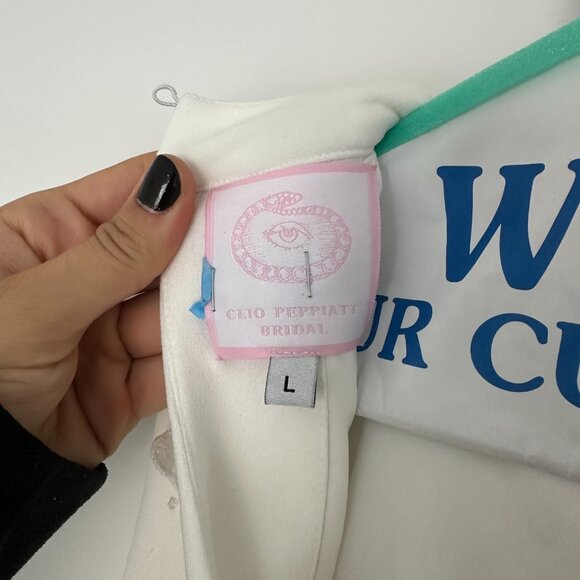 CLIO PEPPIATT
BRIDAL
L
W
UR CU